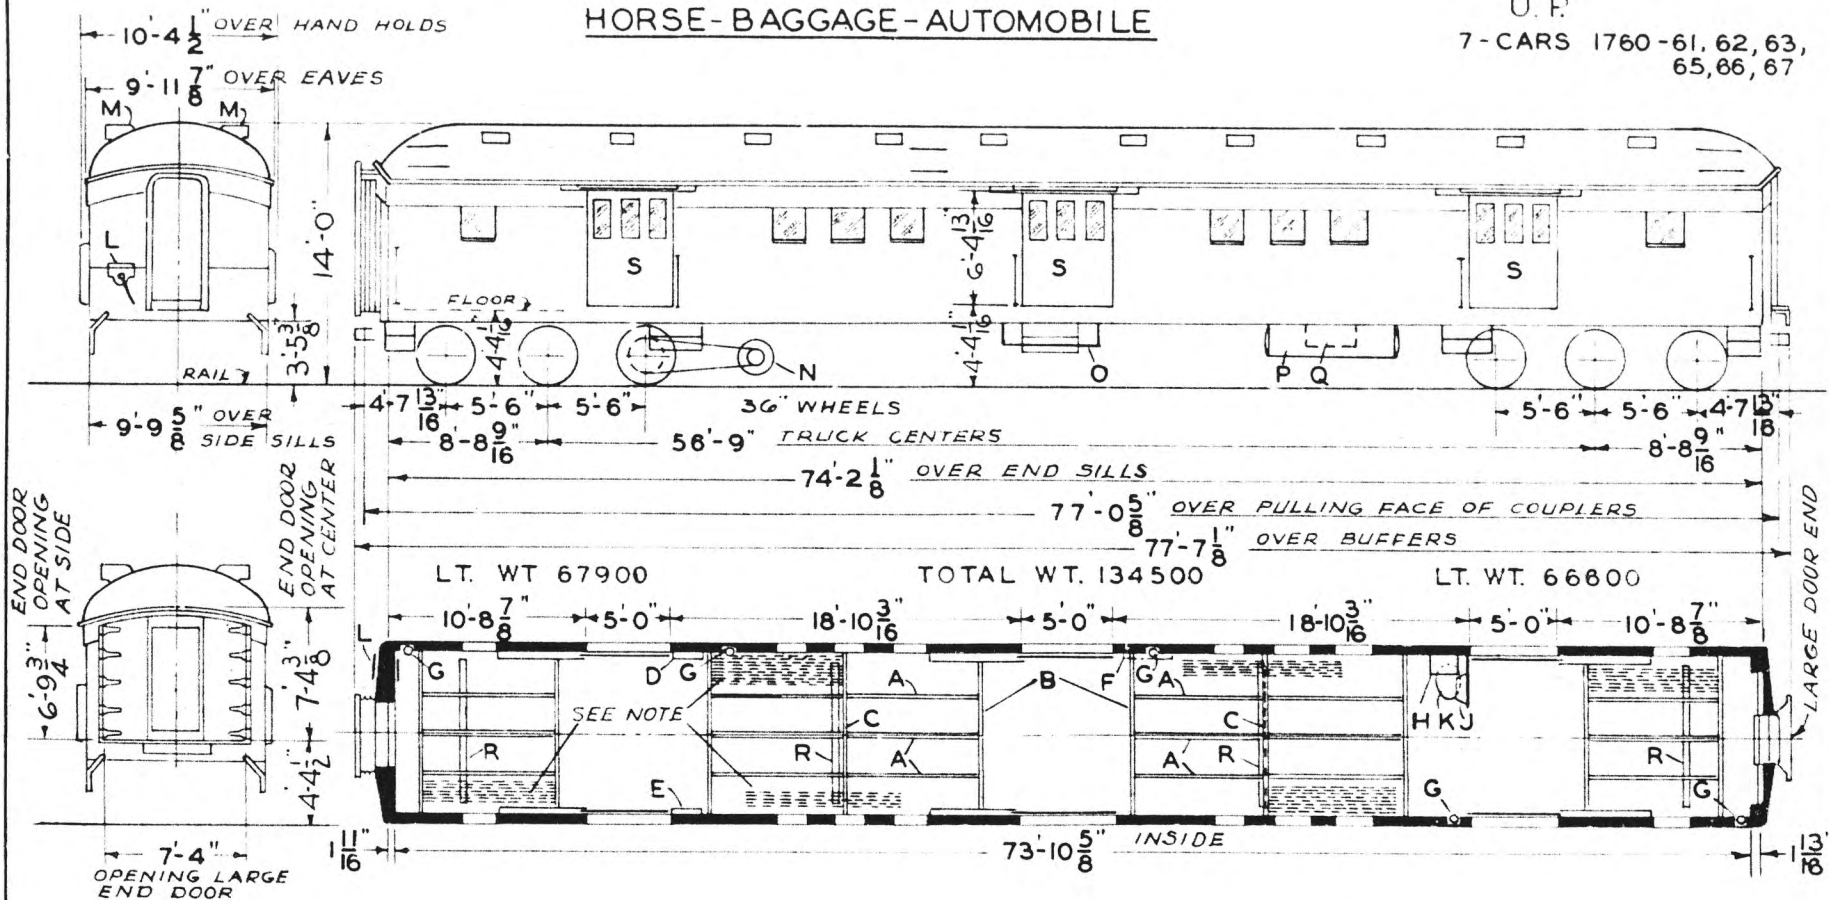 HORSE-BAGGAGE-AUTOMOBILE
U. P.
7-CARS 1760-61, 62, 63,
65, 66, 67
10'-4 1/2" OVER HAND HOLDS
9'-11 7/8" OVER EAVES
M M
L
14'-0"
3'-5 3/8"
RAIL
9'-9 5/8" OVER
SIDE SILLS
FLOOR
S S S
6'-4 13/16"
4'-4 1/16" 4'-4 1/16"
N O P Q
4'-7 13/16" 5'-6" 5'-6" 36" WHEELS 5'-6" 5'-6" 4'-7 13/16"
8'-8 9/16" 56'-9" TRUCK CENTERS 8'-8 9/16"
74'-2 1/8" OVER END SILLS
77'-0 5/8" OVER PULLING FACE OF COUPLERS
77'-7 1/8" OVER BUFFERS
LT. WT 67900 TOTAL WT. 134500 LT. WT. 66600
END DOOR
OPENING
AT SIDE
END DOOR
OPENING
AT CENTER
6'-9 3/4"
7'-4 3/8"
4'-4 1/2"
7'-4"
OPENING LARGE
END DOOR
10'-8 7/8" 5'-0" 18'-10 3/16" 5'-0" 18'-10 3/16" 5'-0" 10'-8 7/8"
L G D G A B F G A H K J
SEE NOTE C C
R R A A R R
E G G
1 11/16" 73'-10 5/8" INSIDE 1 13/16"
LARGE DOOR END